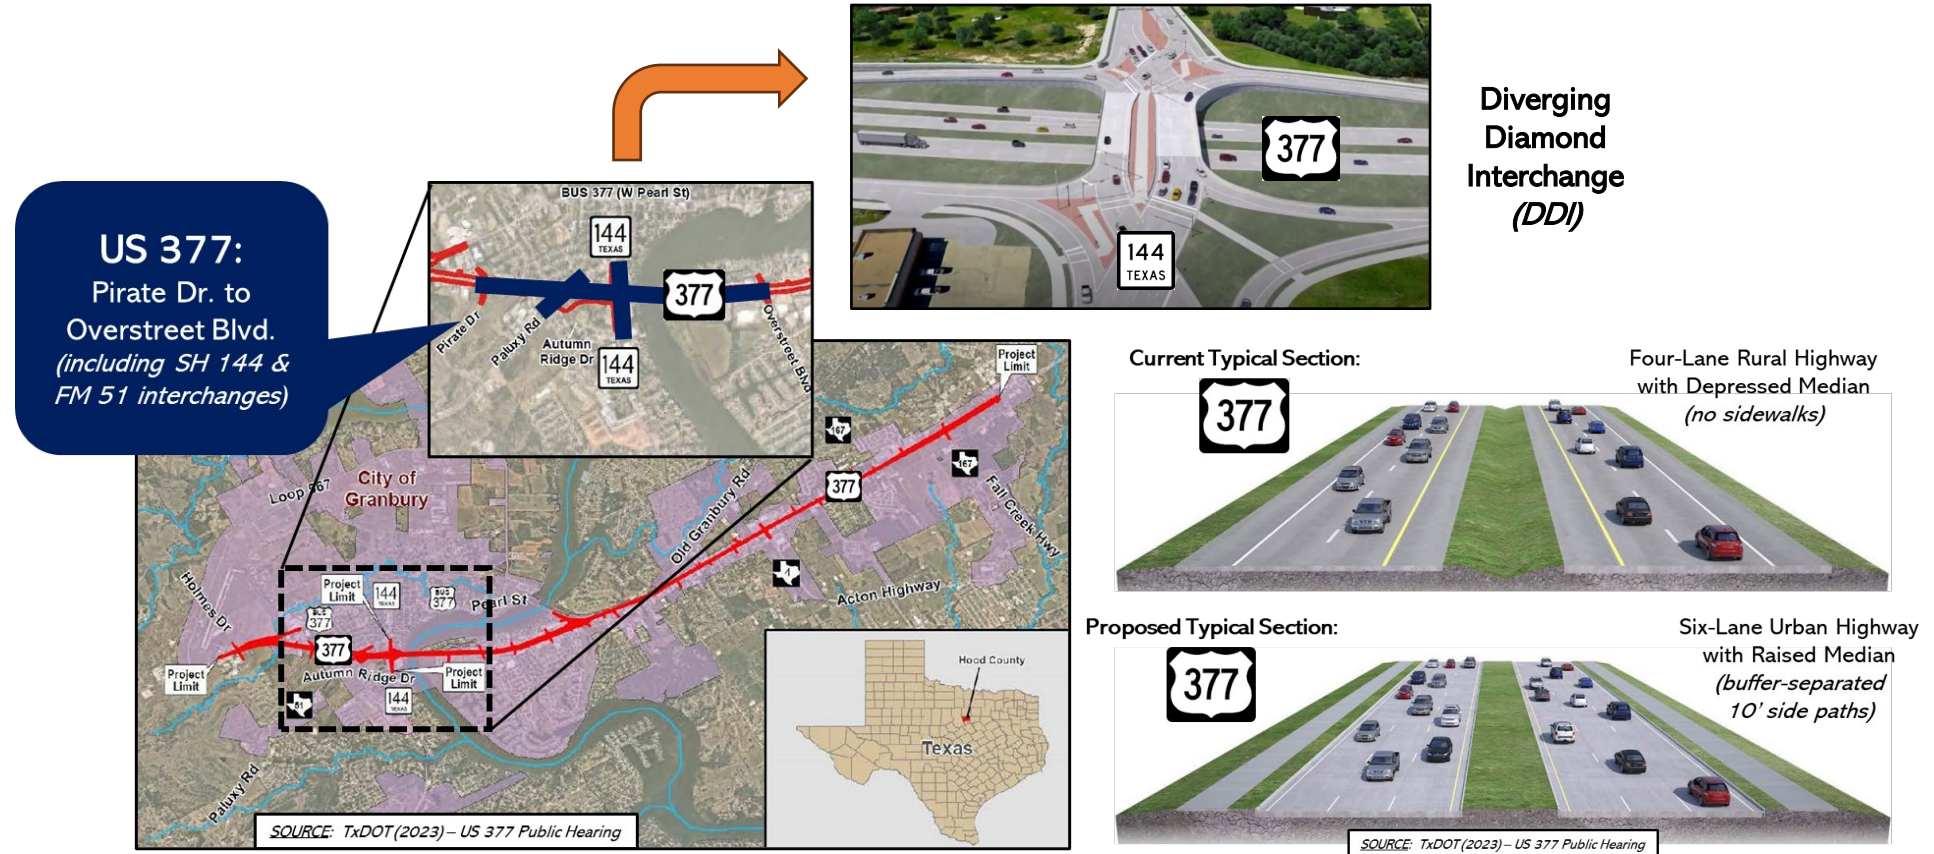 US 377:
Pirate Dr. to
Overstreet Blvd.
(including SH 144 &
FM 51 interchanges)
BUS 377 (W Pearl St)
144
TEXAS
377
Pirate Dr
Paluxy Rd
Autumn
Ridge Dr
144
TEXAS
Overstreet Blvd
377
144
TEXAS
Diverging
Diamond
Interchange
(DDI)
Project
Limit
167
167
377
Fall Creek Hwy
Old Granbury Rd
4
Acton Highway
City of
Granbury
Loop 567
Holmes Dr
Project
Limit
144
TEXAS
BUS
377
Pearl St
BUS
377
377
Autumn Ridge Dr
Project
Limit
Project
Limit
51
144
TEXAS
Paluxy Rd
Hood County
Texas
SOURCE: TxDOT (2023) – US 377 Public Hearing
Current Typical Section:
377
Four-Lane Rural Highway
with Depressed Median
(no sidewalks)
Proposed Typical Section:
377
Six-Lane Urban Highway
with Raised Median
(buffer-separated
10' side paths)
SOURCE: TxDOT (2023) – US 377 Public Hearing